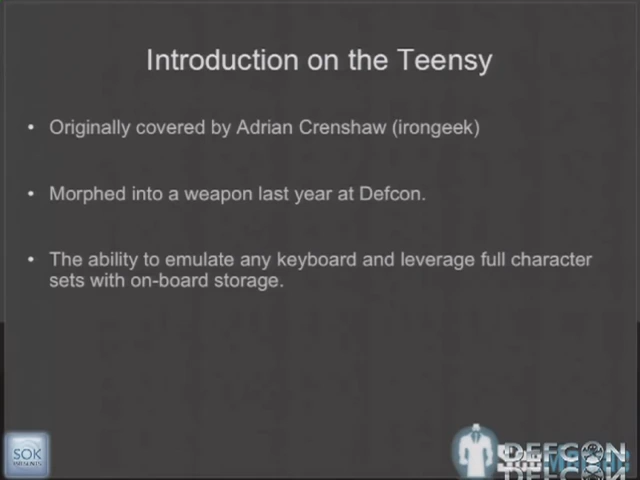 Introduction on the Teensy
• Originally covered by Adrian Crenshaw (irongeek)
• Morphed into a weapon last year at Defcon.
• The ability to emulate any keyboard and leverage full character
sets with on-board storage.
SOK
DEFCON